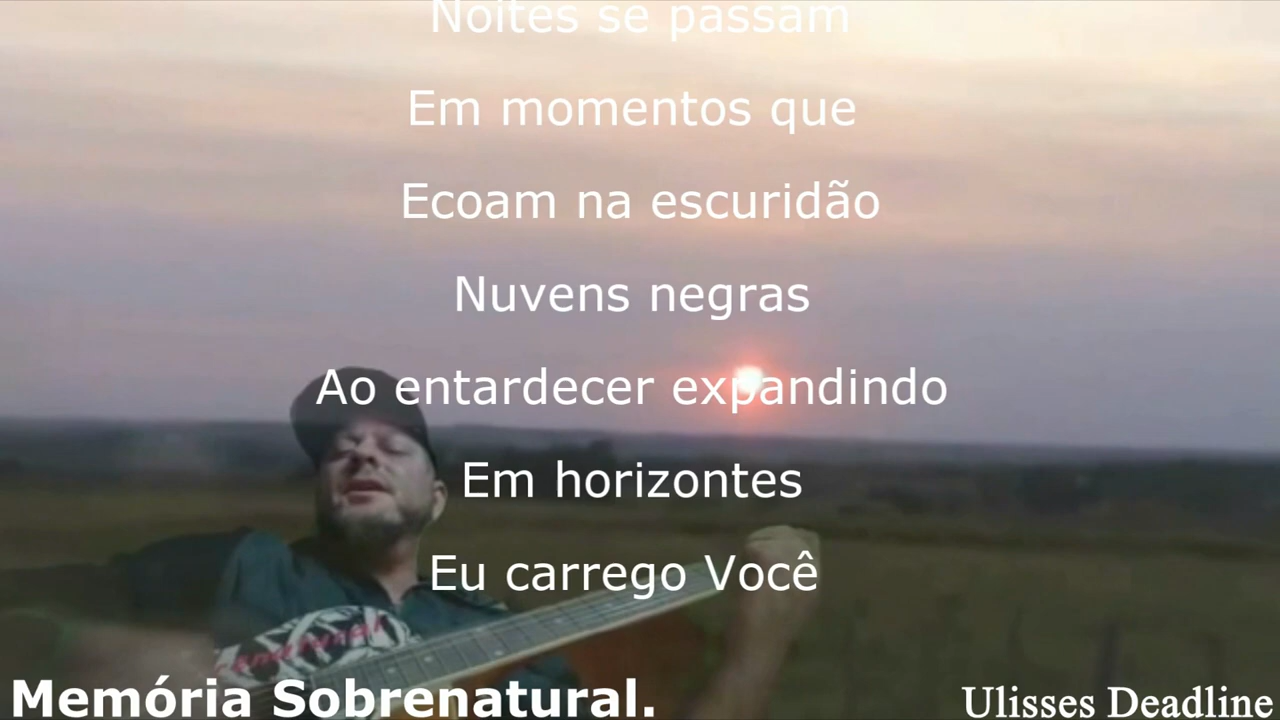 Noites se passam
Em momentos que
Ecoam na escuridão
Nuvens negras
Ao entardecer expandindo
Em horizontes
Eu carrego Você
Memória Sobrenatural.
Ulisses Deadline